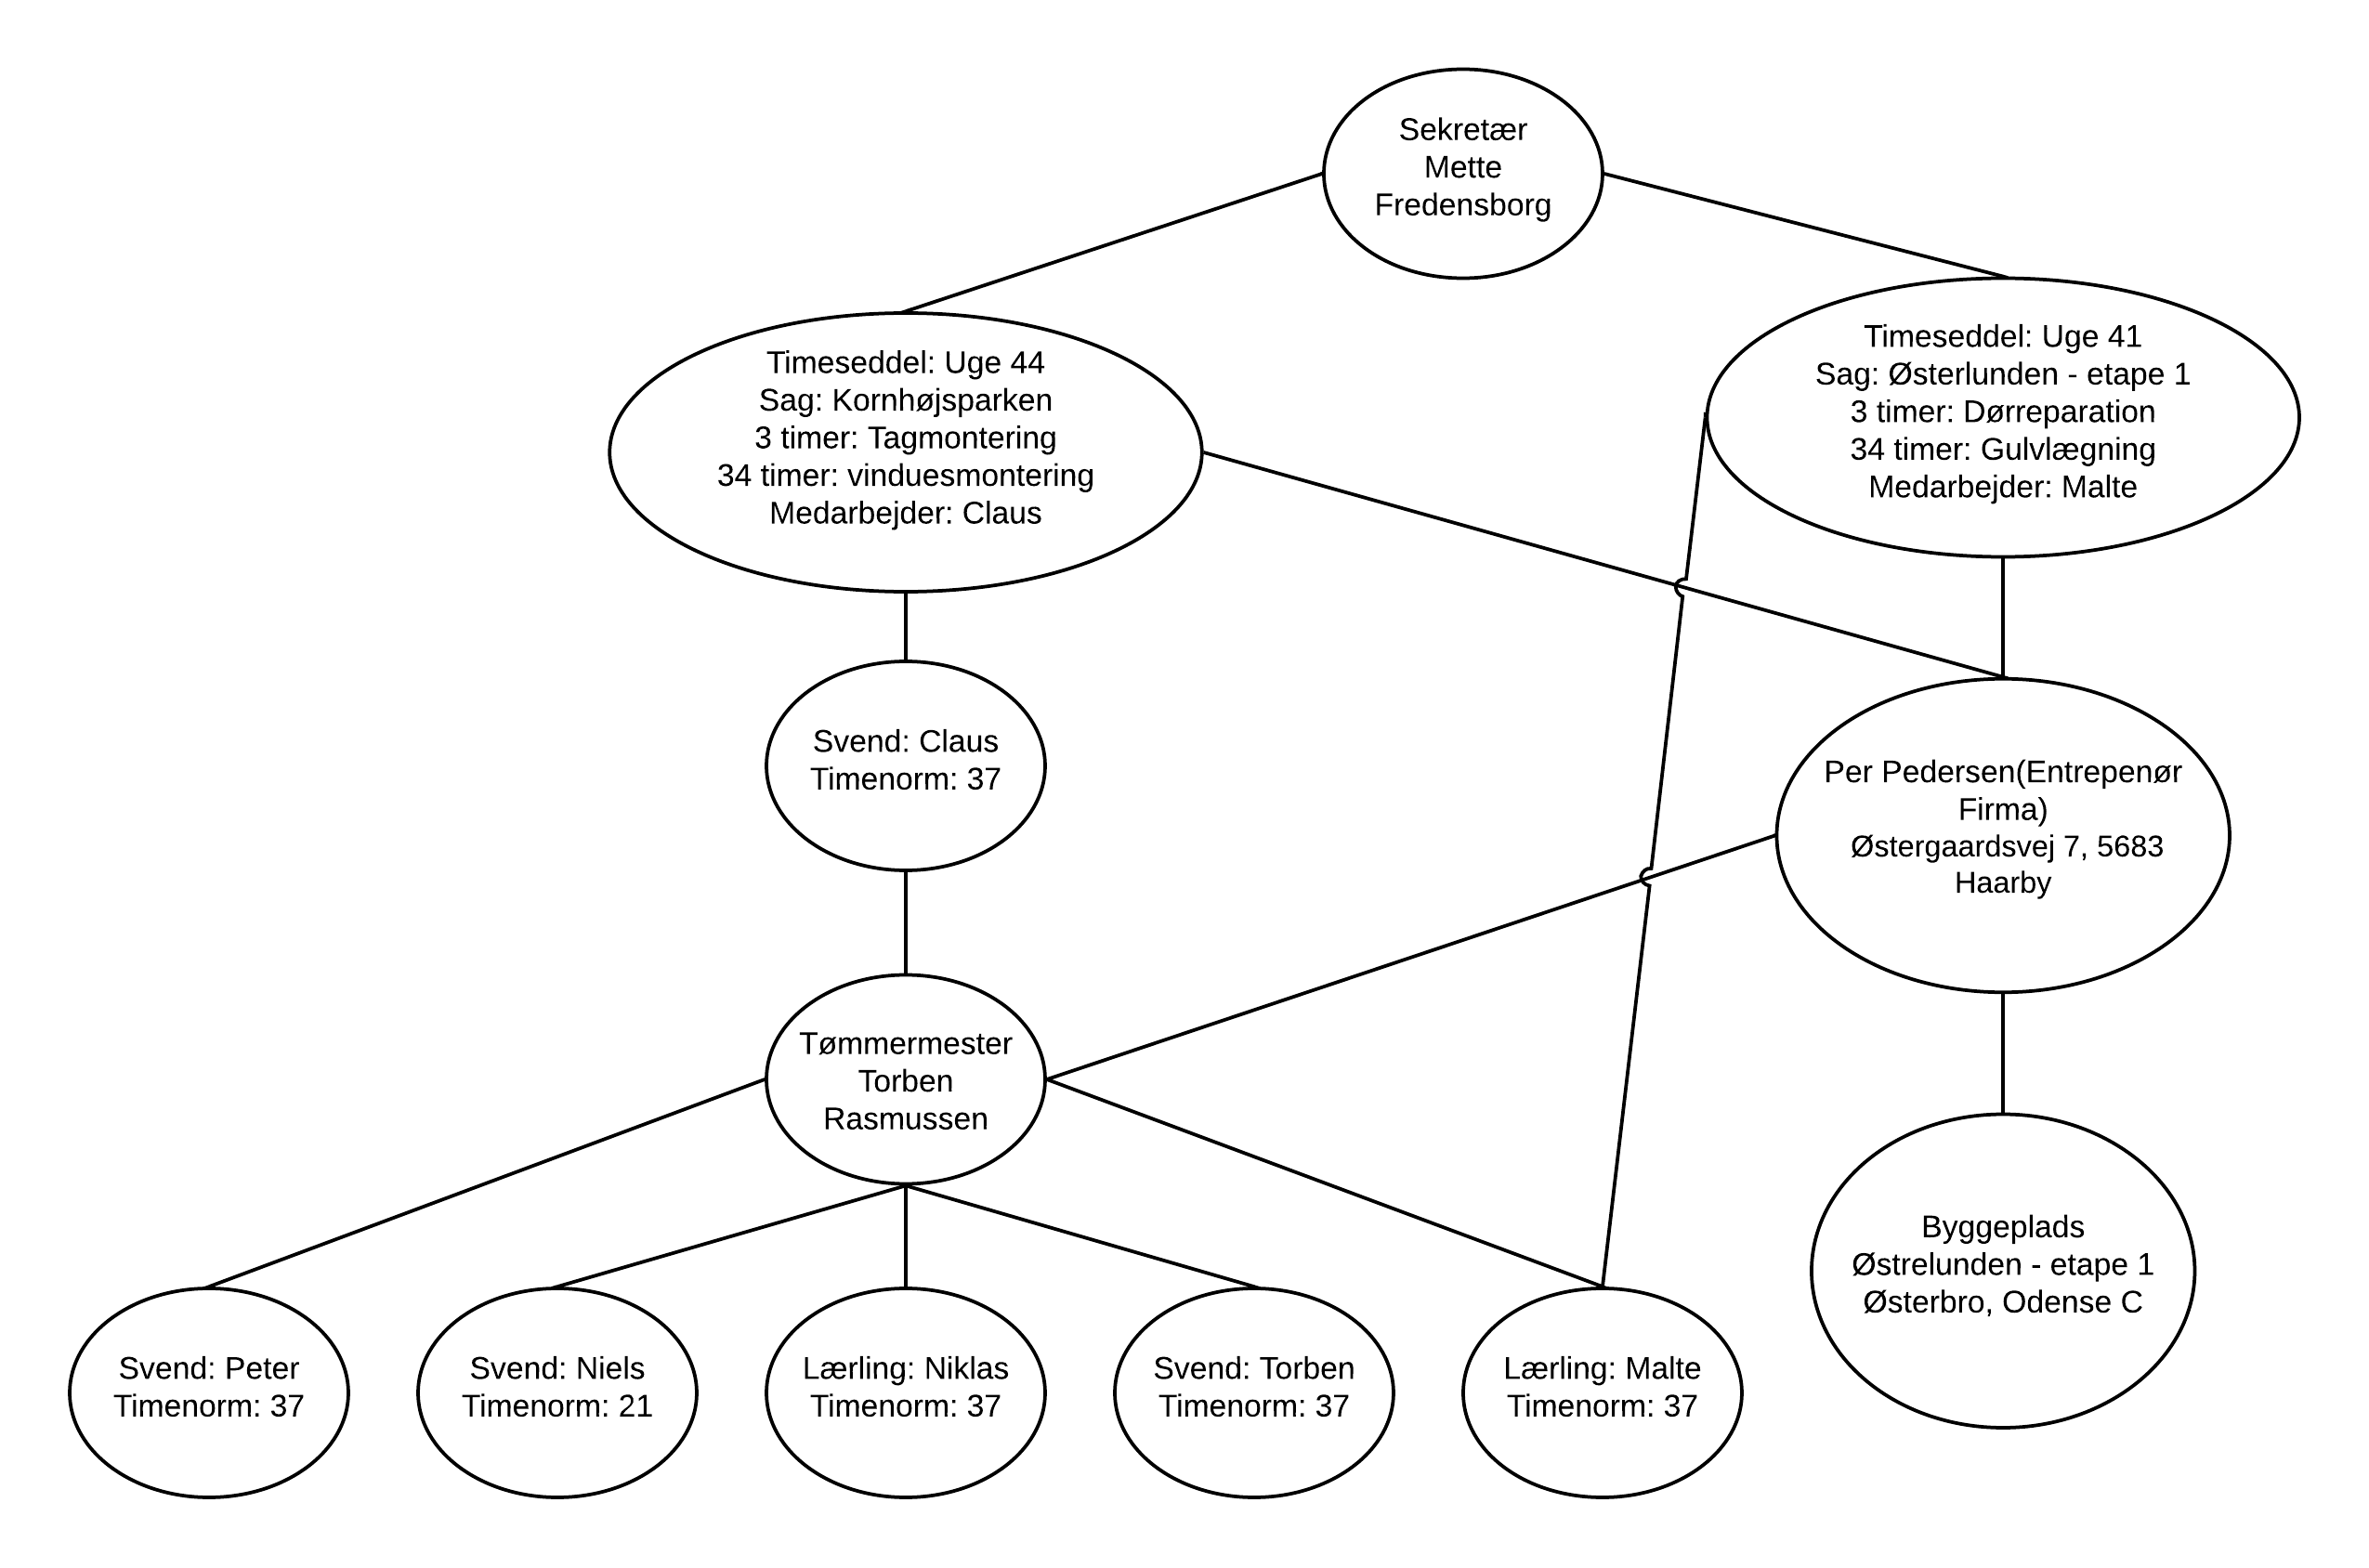 Sekretær
Mette
Fredensborg
Timeseddel: Uge 44
Sag: Kornhøjsparken
3 timer: Tagmontering
34 timer: vinduesmontering
Medarbejder: Claus
Timeseddel: Uge 41
Sag: Østerlunden - etape 1
3 timer: Dørreparation
34 timer: Gulvlægning
Medarbejder: Malte
Svend: Claus
Timenorm: 37
Per Pedersen(Entrepenør
Firma)
Østergaardsvej 7, 5683
Haarby
Tømmermester
Torben
Rasmussen
Byggeplads
Østrelunden - etape 1
Østerbro, Odense C
Svend: Peter
Timenorm: 37
Svend: Niels
Timenorm: 21
Lærling: Niklas
Timenorm: 37
Svend: Torben
Timenorm: 37
Lærling: Malte
Timenorm: 37